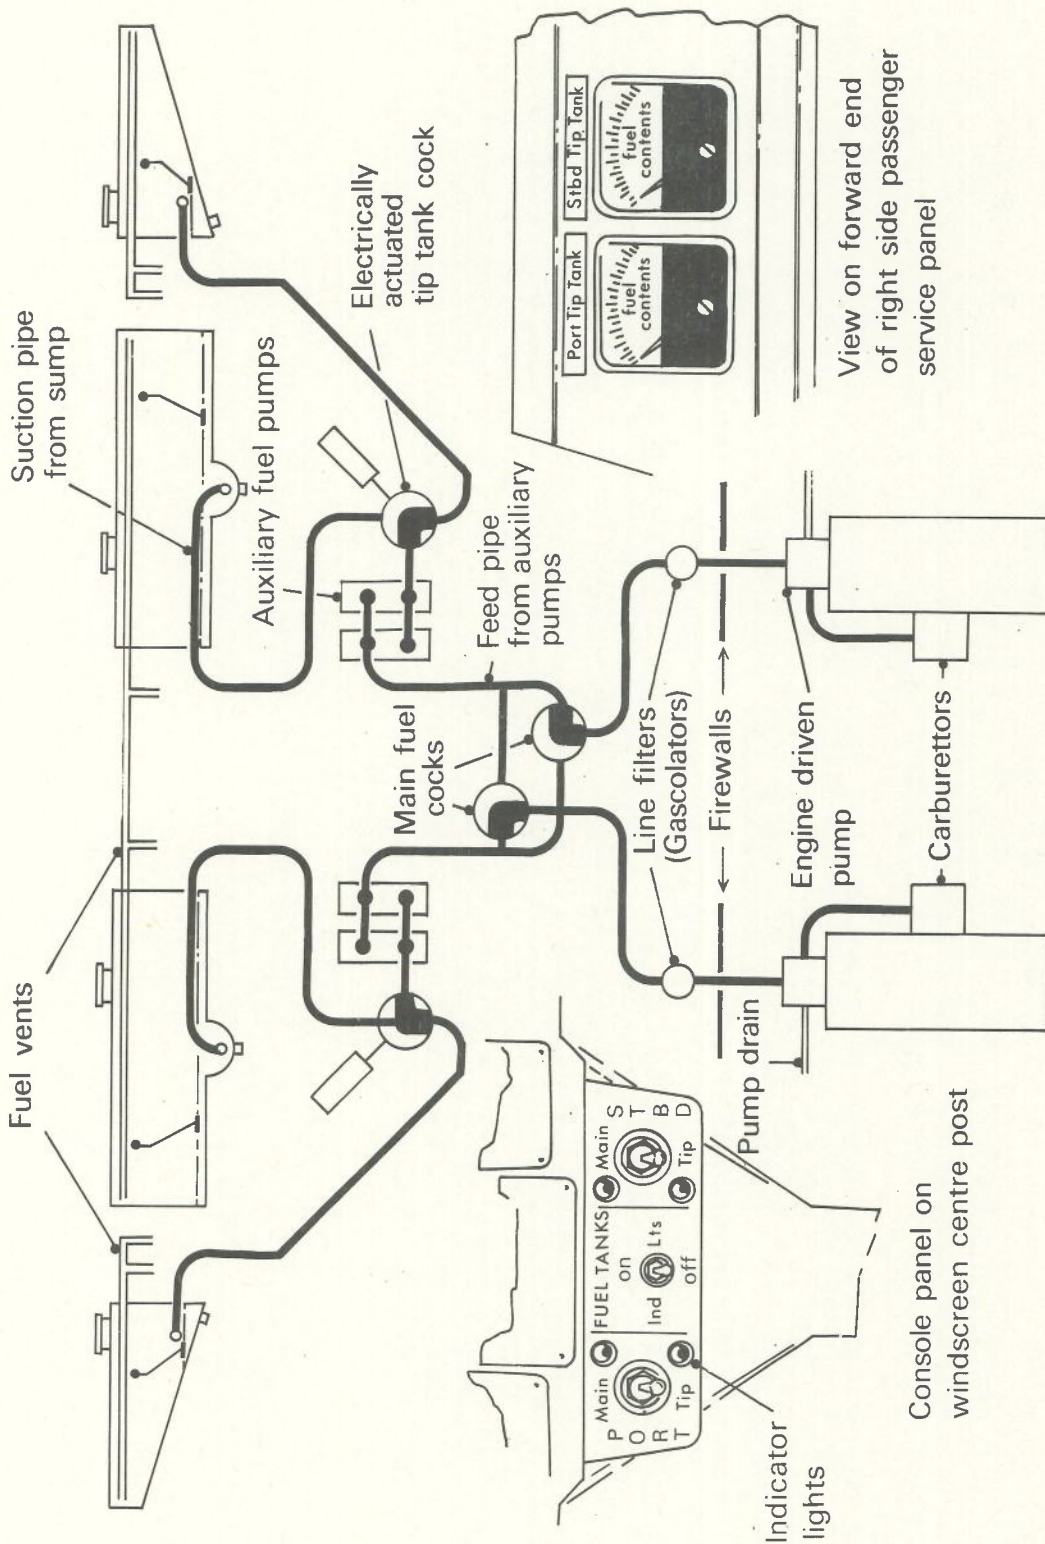 Fuel vents
Suction pipe
from sump
Auxiliary fuel pumps
Electrically
actuated
tip tank cock
Main fuel
cocks
Feed pipe
from auxiliary
pumps
Line filters
(Gascolators)
Firewalls
Engine driven
pump
Carburettors
Pump drain
Port Tip Tank
fuel
contents
Stbd Tip Tank
fuel
contents
View on forward end
of right side passenger
service panel
PORT
Main
Tip
FUEL TANKS
on
Ind Lts
off
Main
Tip
STBD
Indicator
lights
Console panel on
windscreen centre post